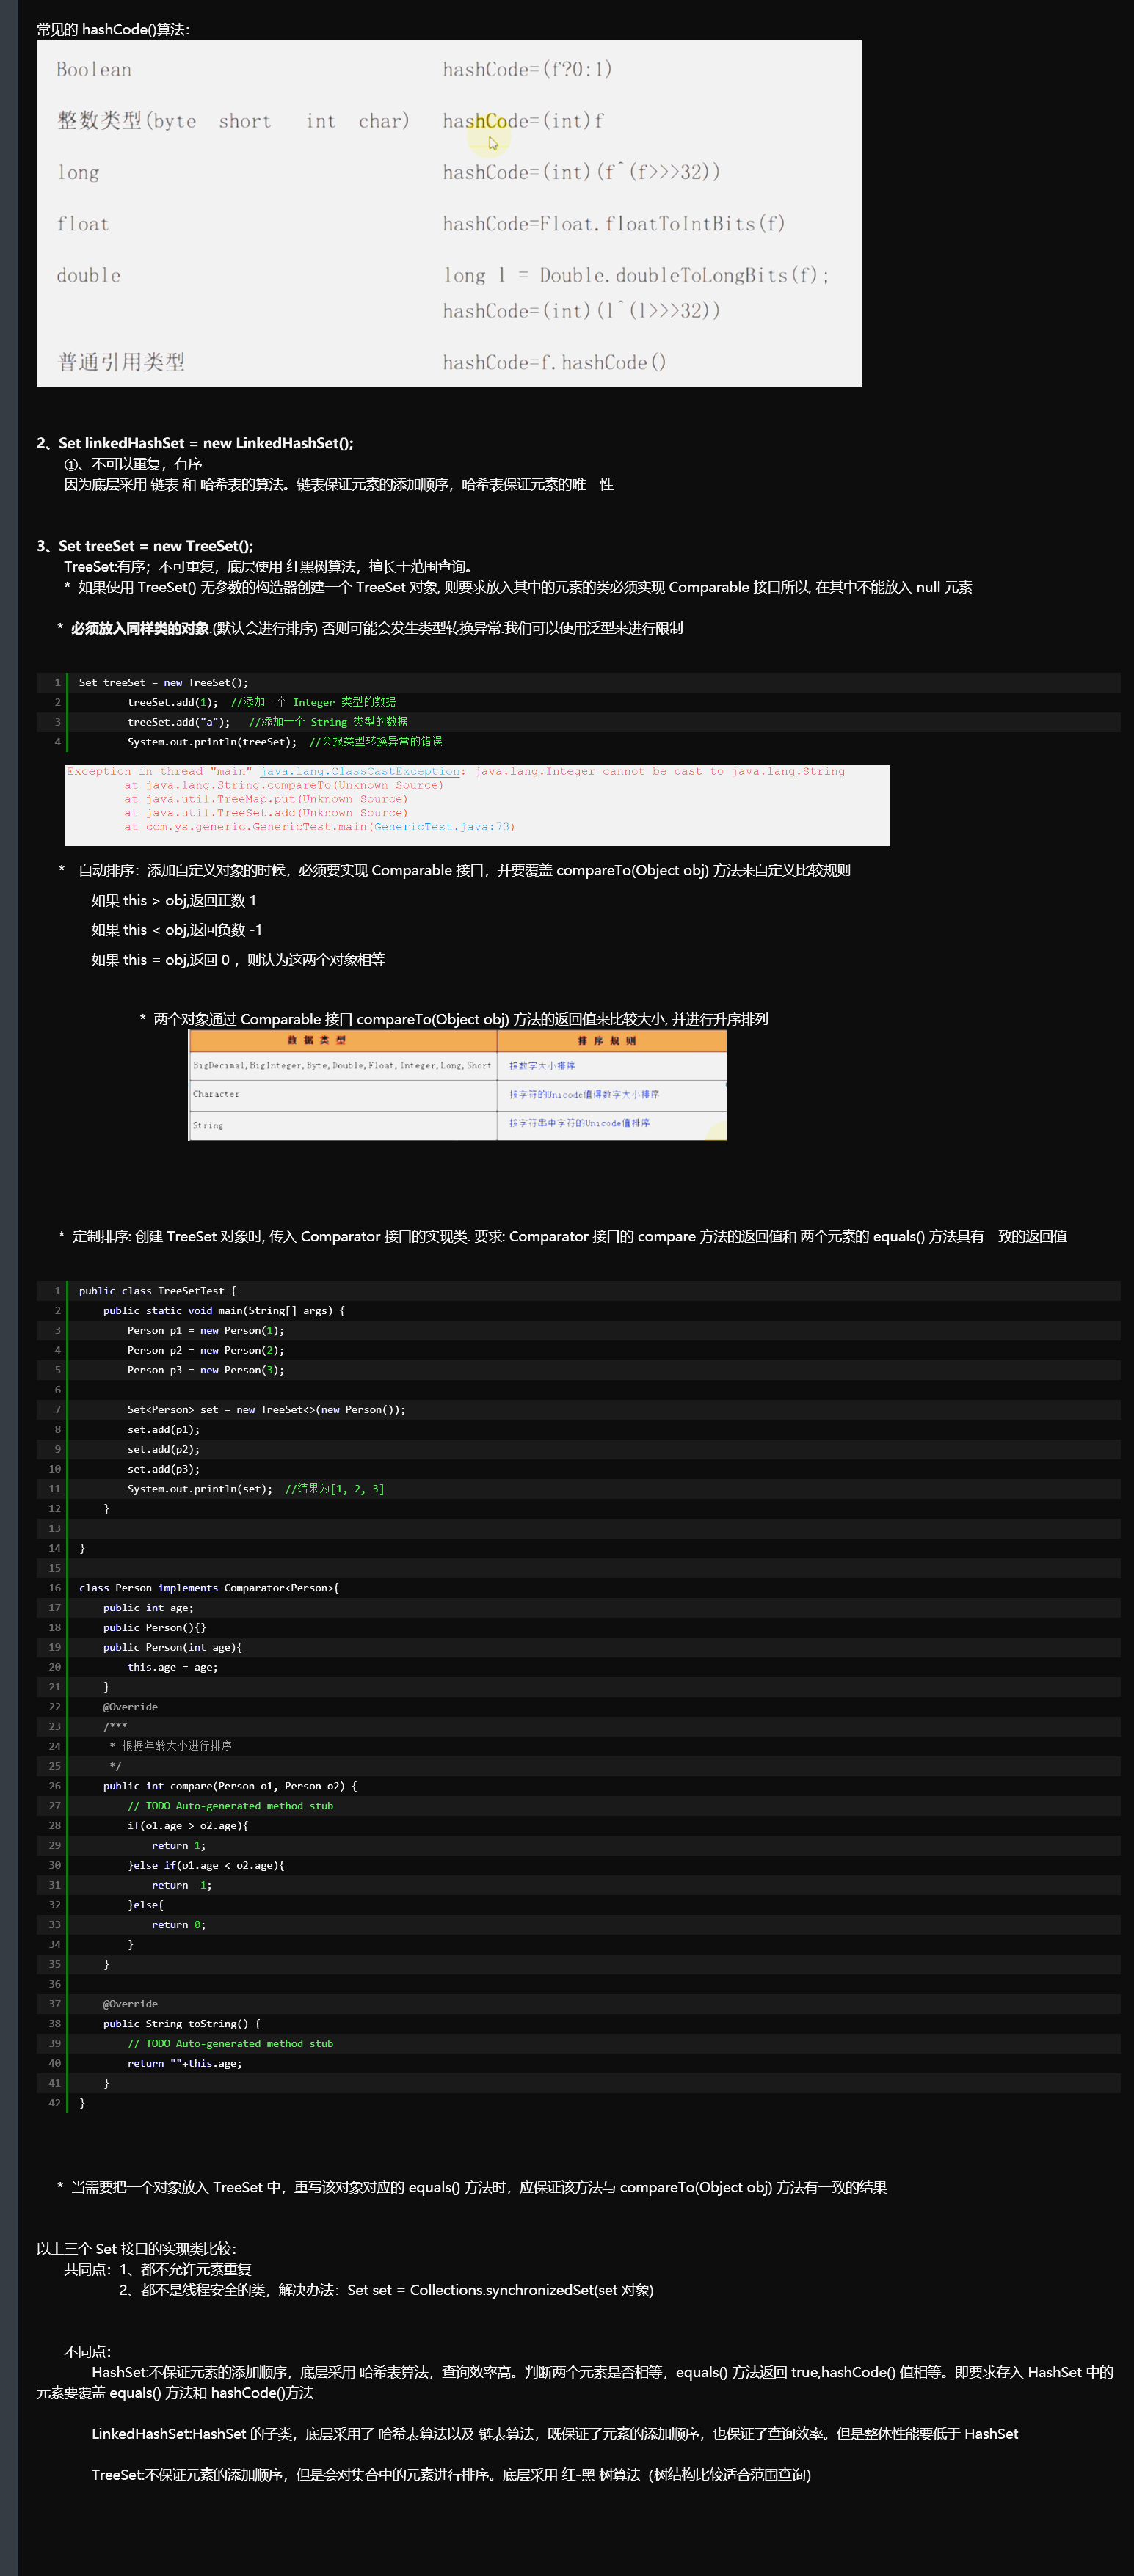 常见的 hashCode()算法：
Boolean hashCode=(f?0:1)
整数类型(byte short int char) hashCode=(int)f
long hashCode=(int)(f^(f>>>32))
float hashCode=Float.floatToIntBits(f)
double long l = Double.doubleToLongBits(f);
hashCode=(int)(l^(l>>>32))
普通引用类型 hashCode=f.hashCode()
2、Set linkedHashSet = new LinkedHashSet();
①、不可以重复，有序
因为底层采用 链表 和 哈希表的算法。链表保证元素的添加顺序，哈希表保证元素的唯一性
3、Set treeSet = new TreeSet();
TreeSet:有序；不可重复，底层使用 红黑树算法，擅长于范围查询。
* 如果使用 TreeSet() 无参数的构造器创建一个 TreeSet 对象, 则要求放入其中的元素的类必须实现 Comparable 接口所以, 在其中不能放入 null 元素
* 必须放入同样类的对象.(默认会进行排序) 否则可能会发生类型转换异常.我们可以使用泛型来进行限制
1 Set treeSet = new TreeSet();
2 treeSet.add(1); //添加一个 Integer 类型的数据
3 treeSet.add("a"); //添加一个 String 类型的数据
4 System.out.println(treeSet); //会报类型转换异常的错误
Exception in thread "main" java.lang.ClassCastException: java.lang.Integer cannot be cast to java.lang.String
at java.lang.String.compareTo(Unknown Source)
at java.util.TreeMap.put(Unknown Source)
at java.util.TreeSet.add(Unknown Source)
at com.ys.generic.GenericTest.main(GenericTest.java:73)
* 自动排序：添加自定义对象的时候，必须要实现 Comparable 接口，并要覆盖 compareTo(Object obj) 方法来自定义比较规则
如果 this > obj,返回正数 1
如果 this < obj,返回负数 -1
如果 this = obj,返回 0 ，则认为这两个对象相等
* 两个对象通过 Comparable 接口 compareTo(Object obj) 方法的返回值来比较大小, 并进行升序排列
数据类型 排序规则
BigDecimal,BigInteger,Byte,Double,Float,Integer,Long,Short 按数字大小排序
Character 按字符的Unicode值得数字大小排序
String 按字符串中字符的Unicode值排序
* 定制排序: 创建 TreeSet 对象时, 传入 Comparator 接口的实现类. 要求: Comparator 接口的 compare 方法的返回值和 两个元素的 equals() 方法具有一致的返回值
1 public class TreeSetTest {
2 public static void main(String[] args) {
3 Person p1 = new Person(1);
4 Person p2 = new Person(2);
5 Person p3 = new Person(3);
6
7 Set<Person> set = new TreeSet<>(new Person());
8 set.add(p1);
9 set.add(p2);
10 set.add(p3);
11 System.out.println(set); //结果为[1, 2, 3]
12 }
13
14 }
15
16 class Person implements Comparator<Person>{
17 public int age;
18 public Person(){}
19 public Person(int age){
20 this.age = age;
21 }
22 @Override
23 /***
24 * 根据年龄大小进行排序
25 */
26 public int compare(Person o1, Person o2) {
27 // TODO Auto-generated method stub
28 if(o1.age > o2.age){
29 return 1;
30 }else if(o1.age < o2.age){
31 return -1;
32 }else{
33 return 0;
34 }
35 }
36
37 @Override
38 public String toString() {
39 // TODO Auto-generated method stub
40 return ""+this.age;
41 }
42 }
* 当需要把一个对象放入 TreeSet 中，重写该对象对应的 equals() 方法时，应保证该方法与 compareTo(Object obj) 方法有一致的结果
以上三个 Set 接口的实现类比较：
共同点：1、都不允许元素重复
2、都不是线程安全的类，解决办法：Set set = Collections.synchronizedSet(set 对象)
不同点：
HashSet:不保证元素的添加顺序，底层采用 哈希表算法，查询效率高。判断两个元素是否相等，equals() 方法返回 true,hashCode() 值相等。即要求存入 HashSet 中的
元素要覆盖 equals() 方法和 hashCode()方法
LinkedHashSet:HashSet 的子类，底层采用了 哈希表算法以及 链表算法，既保证了元素的添加顺序，也保证了查询效率。但是整体性能要低于 HashSet
TreeSet:不保证元素的添加顺序，但是会对集合中的元素进行排序。底层采用 红-黑 树算法（树结构比较适合范围查询）